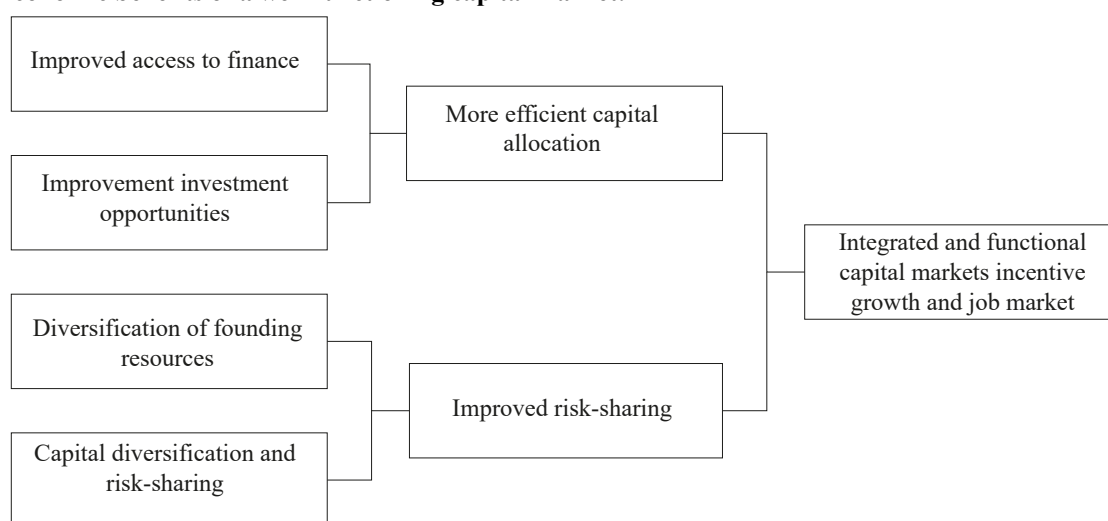 Improved access to finance
More efficient capital
allocation
Improvement investment
opportunities
Integrated and functional
capital markets incentive
growth and job market
Diversification of founding
resources
Improved risk-sharing
Capital diversification and
risk-sharing